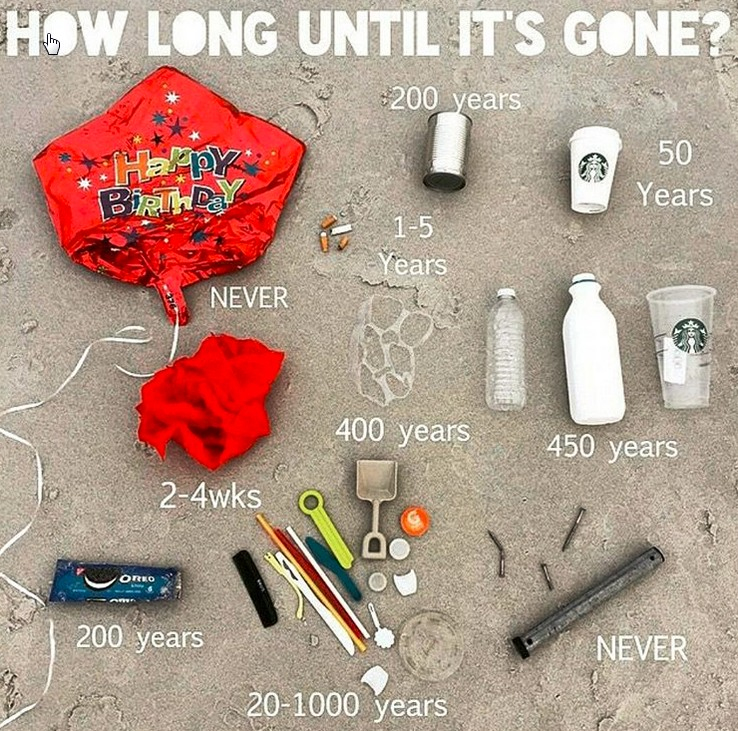 HOW LONG UNTIL IT'S GONE?
200 years
50
Years
Happy
Birthday
1-5
Years
NEVER
400 years
450 years
2-4wks
OREO
200 years
NEVER
20-1000 years